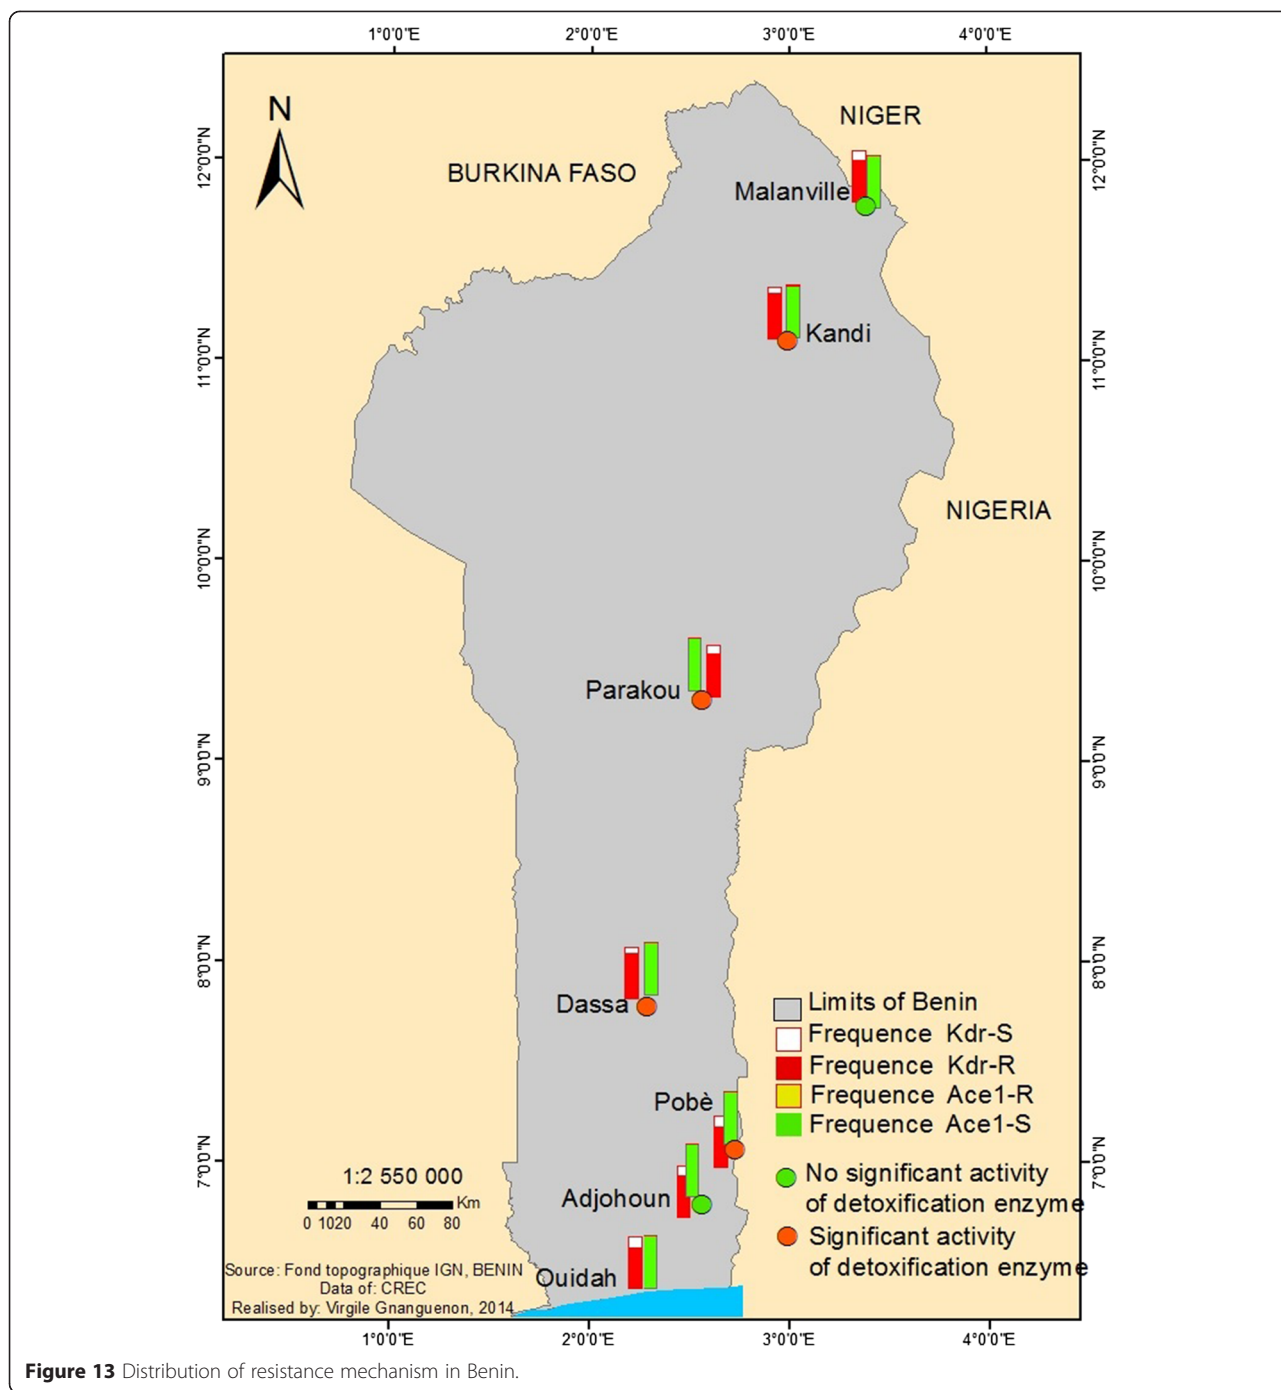 1°0'0"E 2°0'0"E 3°0'0"E 4°0'0"E
N
NIGER
12°0'0"N
12°0'0"N
BURKINA FASO
Malanville
Kandi
11°0'0"N
11°0'0"N
NIGERIA
10°0'0"N
10°0'0"N
Parakou
9°0'0"N
9°0'0"N
8°0'0"N
8°0'0"N
Dassa
Limits of Benin
Frequence Kdr-S
Frequence Kdr-R
Frequence Ace1-R
Frequence Ace1-S
Pobè
7°0'0"N
7°0'0"N
1:2 550 000
Km
0 1020 40 60 80
Adjohoun
No significant activity
of detoxification enzyme
Significant activity
of detoxification enzyme
Ouidah
Source: Fond topographique IGN, BENIN
Data of: CREC
Realised by: Virgile Gnanguenon, 2014
1°0'0"E 2°0'0"E 3°0'0"E 4°0'0"E
Figure 13 Distribution of resistance mechanism in Benin.